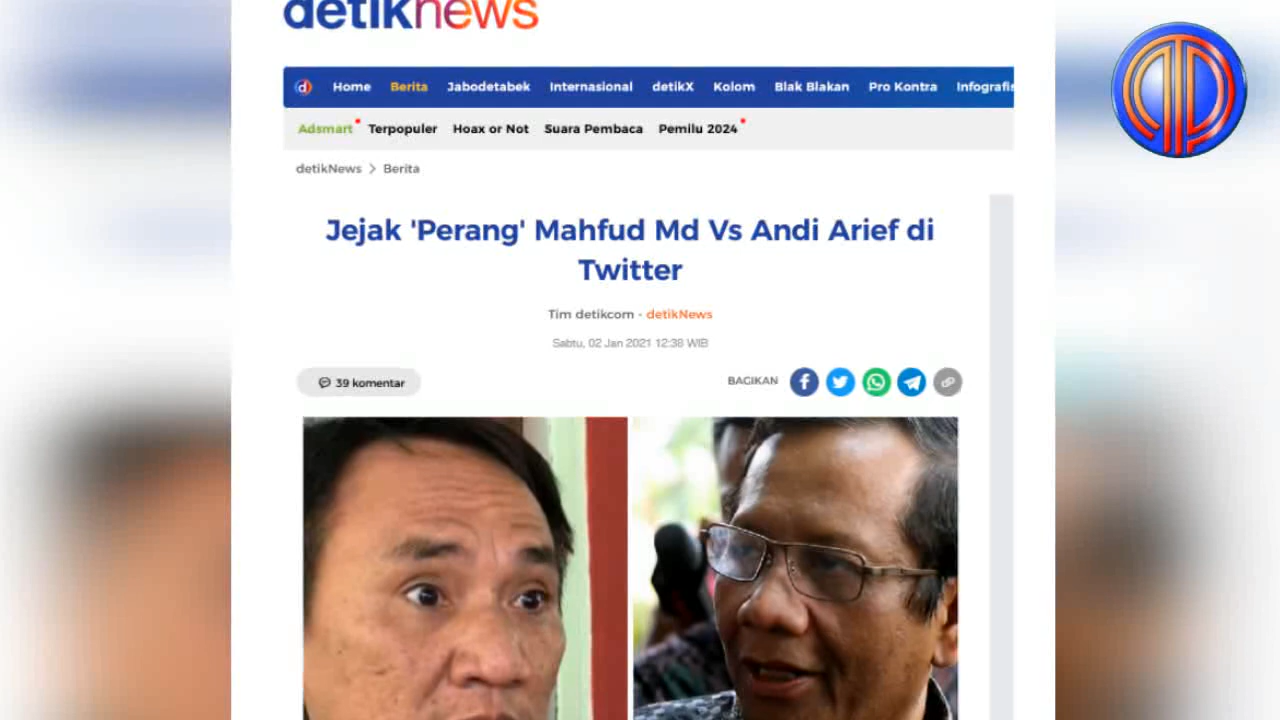 detiknews
Home Berita Jabodetabek Internasional detikX Kolom Blak Blakan Pro Kontra Infografis
Adsmart Terpopuler Hoax or Not Suara Pembaca Pemilu 2024
detikNews > Berita
Jejak 'Perang' Mahfud Md Vs Andi Arief di
Twitter
Tim detikcom - detikNews
Sabtu, 02 Jan 2021 12:38 WIB
39 komentar
BAGIKAN